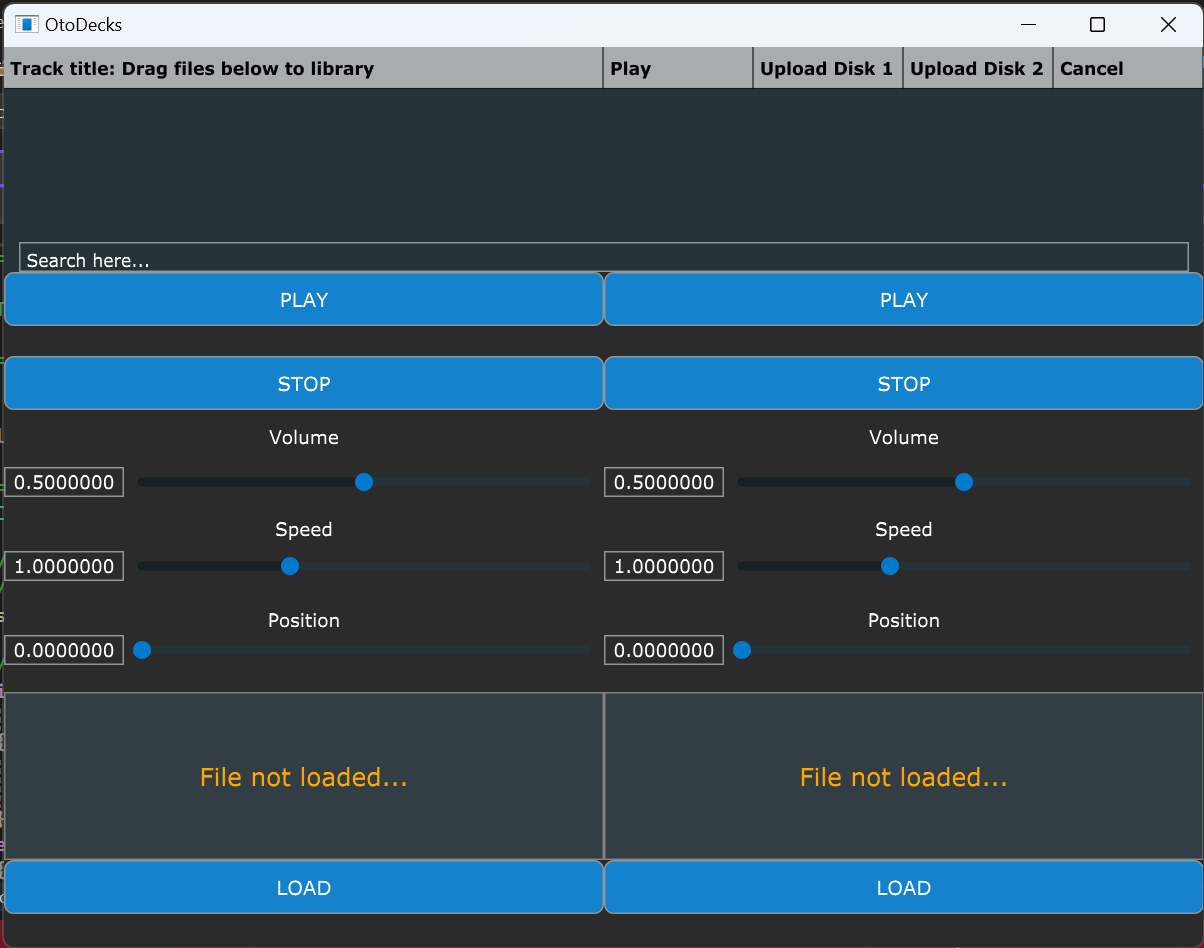 OtoDecks
Track title: Drag files below to library Play Upload Disk 1 Upload Disk 2 Cancel
Search here...
PLAY PLAY
STOP STOP
Volume Volume
0.5000000 0.5000000
Speed Speed
1.0000000 1.0000000
Position Position
0.0000000 0.0000000
File not loaded... File not loaded...
LOAD LOAD